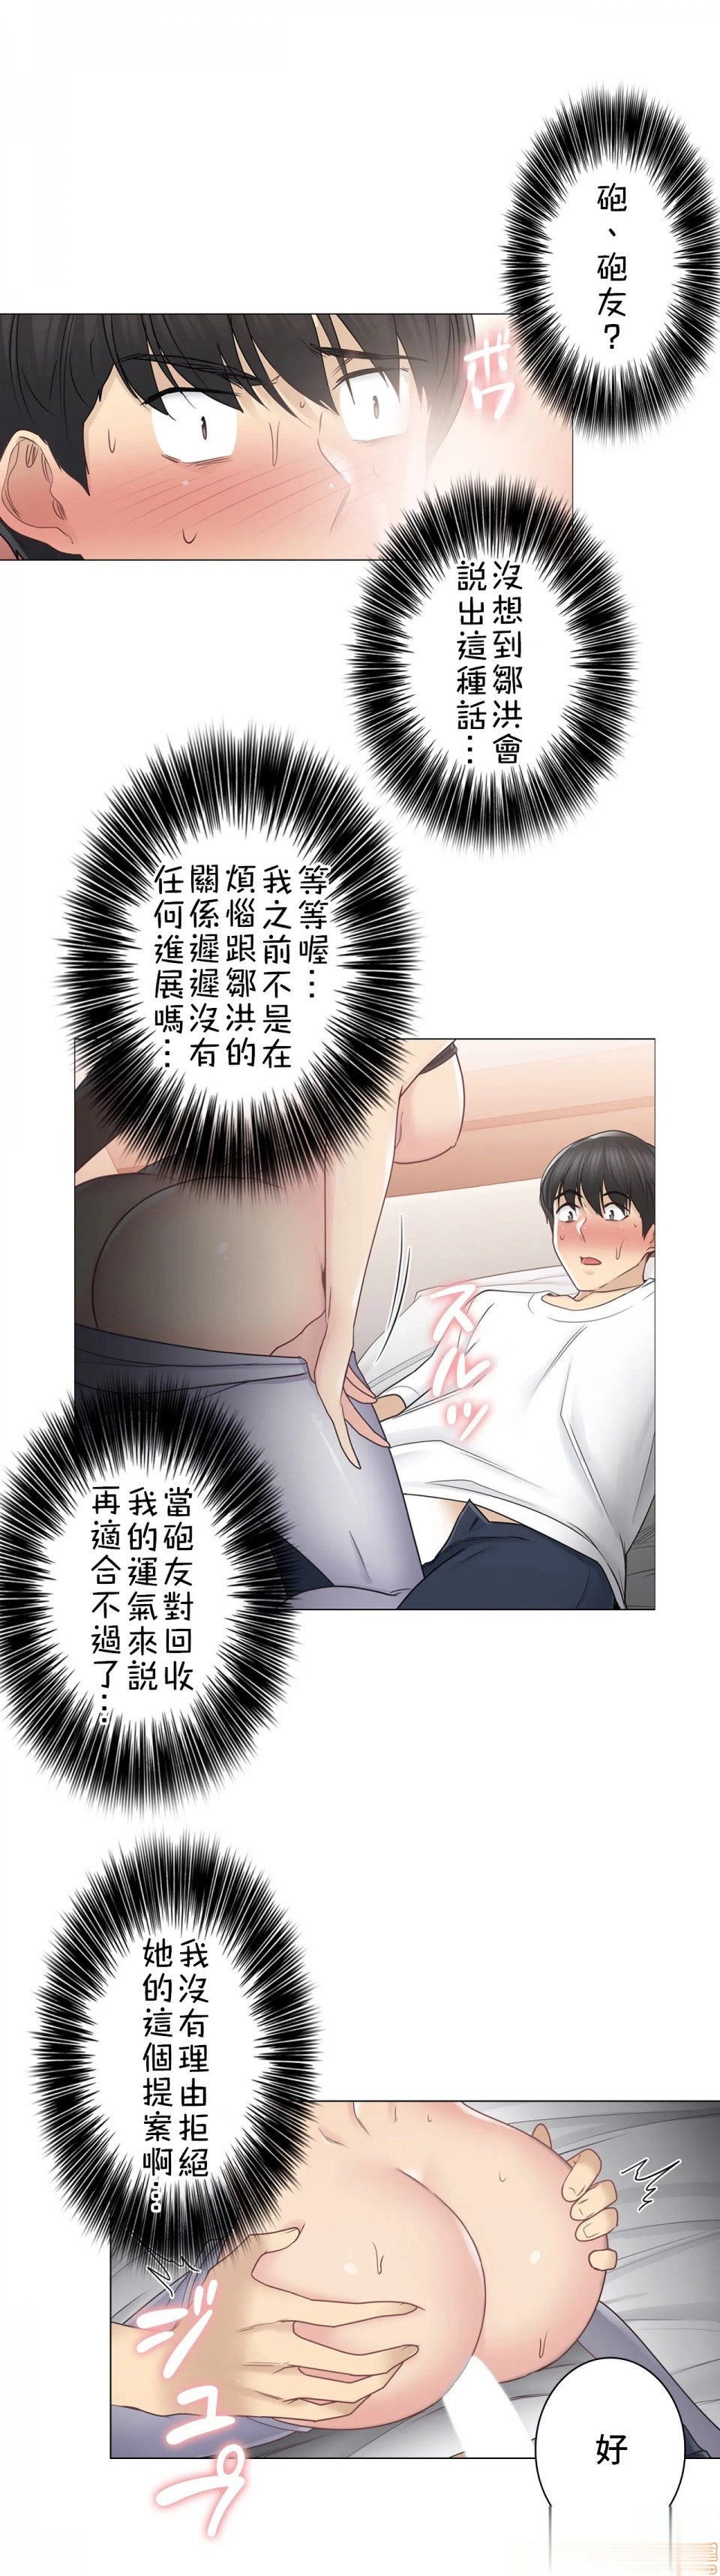 砲、砲友?
ボウ
沒想到鄒洪會
說出這種話…
等等喔…
我之前不是在
煩惱跟鄒洪的
關係遲遲沒有
任何進展嗎…
スルッ
當砲友對回收
我的運氣來說
再適合不過了…
我沒有理由拒絕
她的這個提案啊…
ジュプ
好